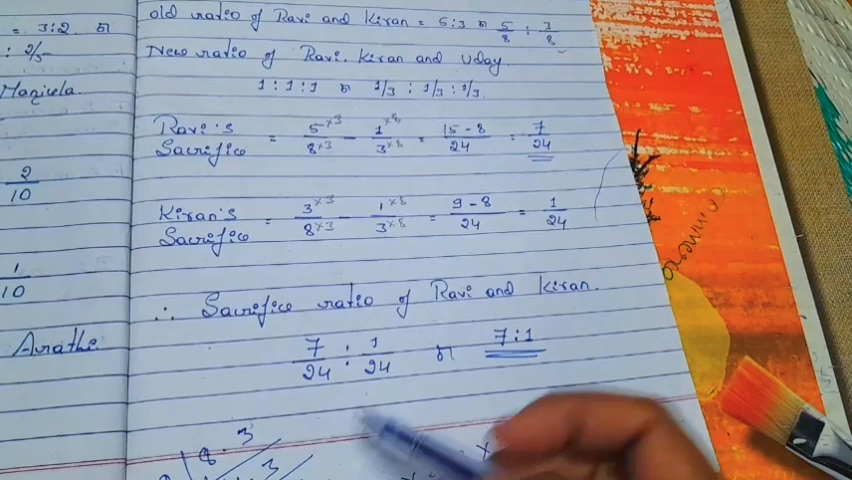 = 3:2 or
: 2/5
Manjula
2/10
1/10
Arathi
old ratio of Ravi and Kiran = 5:3 or 5/8 : 3/8
New ratio of Ravi. Kiran and Uday.
1:1:1 or 1/3 : 1/3 : 1/3
Ravi's Sacrifice = 5×3/8×3 - 1×8/3×8 = 15-8/24 = 7/24
Kiran's Sacrifice = 3×3/8×3 - 1×8/3×8 = 9-8/24 = 1/24
∴ Sacrifice ratio of Ravi and Kiran.
7/24 : 1/24 or 7:1
8.3
3